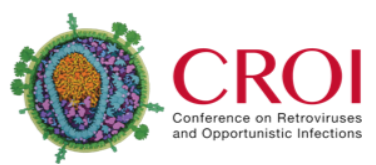 CROI
Conference on Retroviruses
and Opportunistic Infections